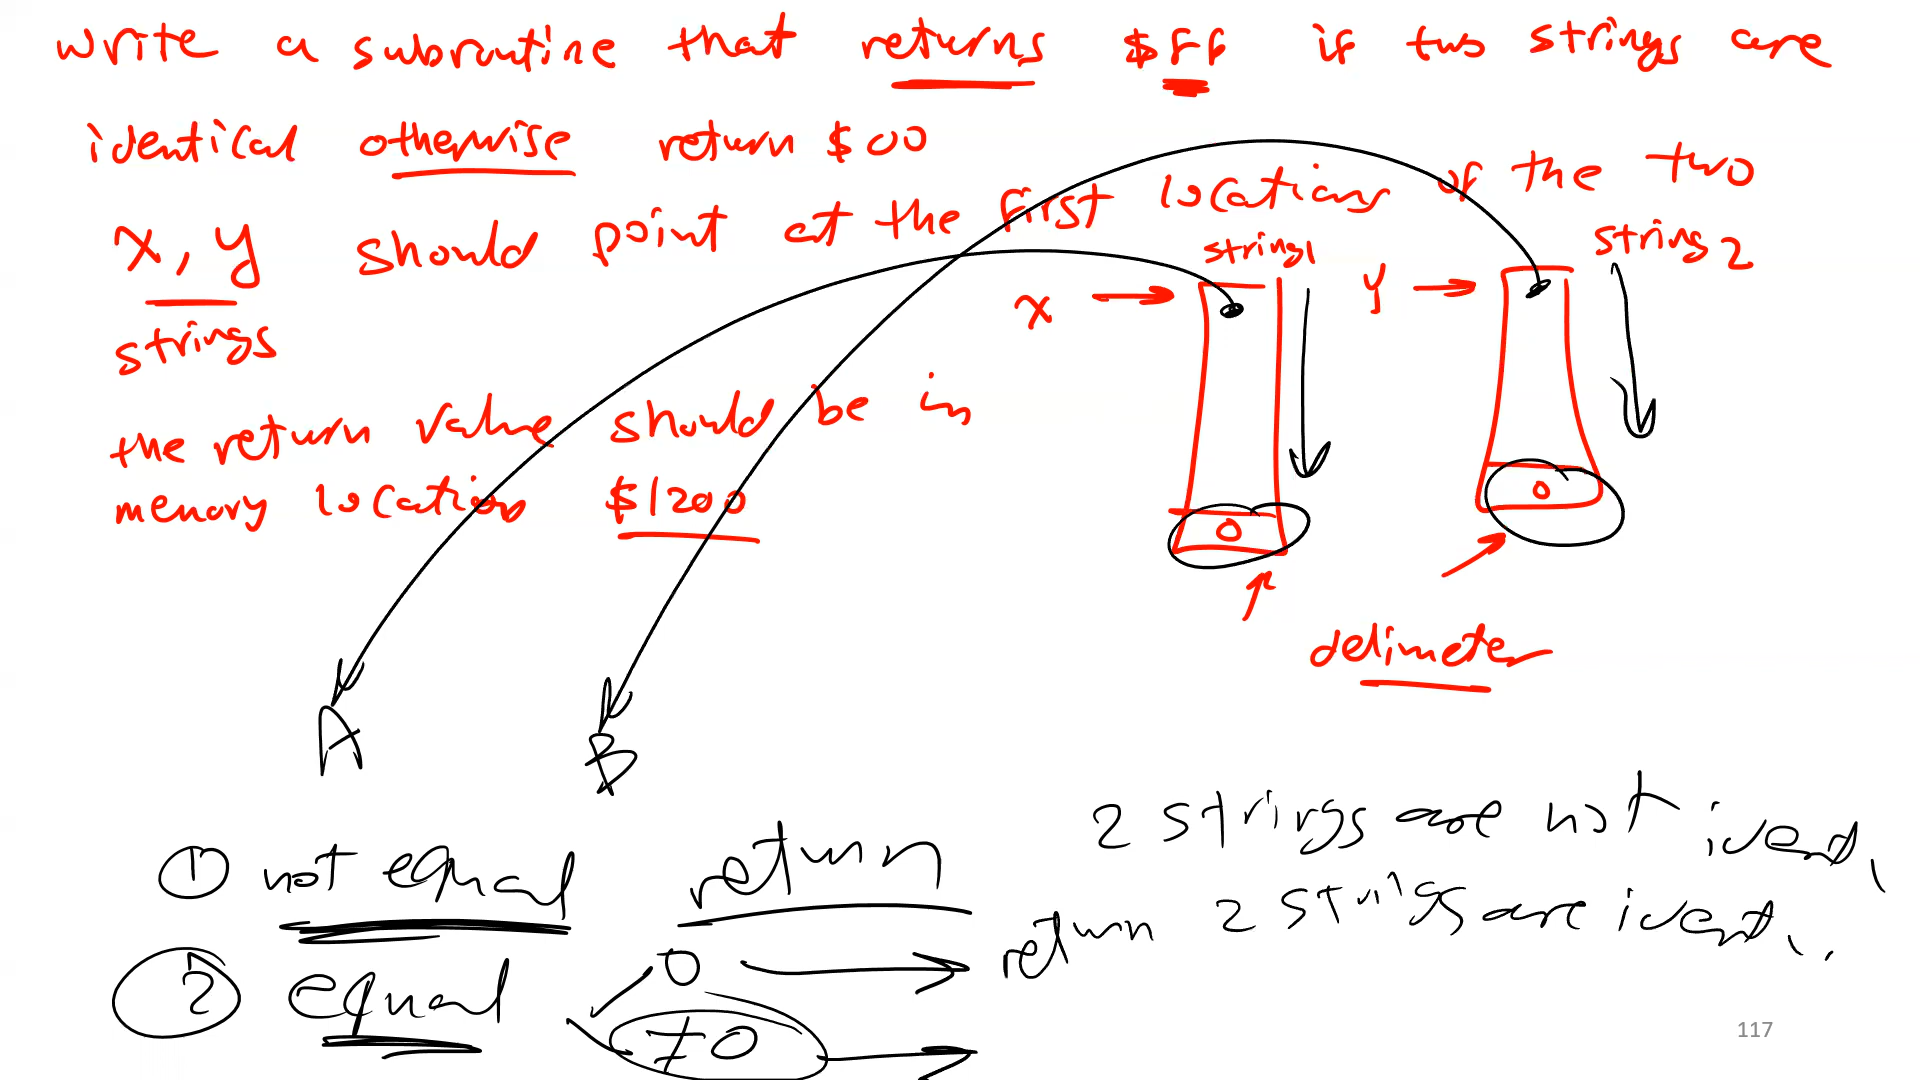 write a subroutine that returns $FF if two strings are
identical otherwise return $00
x, y should point at the first locations of the two
strings
string1
string2
x
y
the return value should be in
memory location $1200
0
0
delimeter
A
B
① not equal return 2 strings are not ident.
② equal
0 return 2 strings are ident..
≠0
117